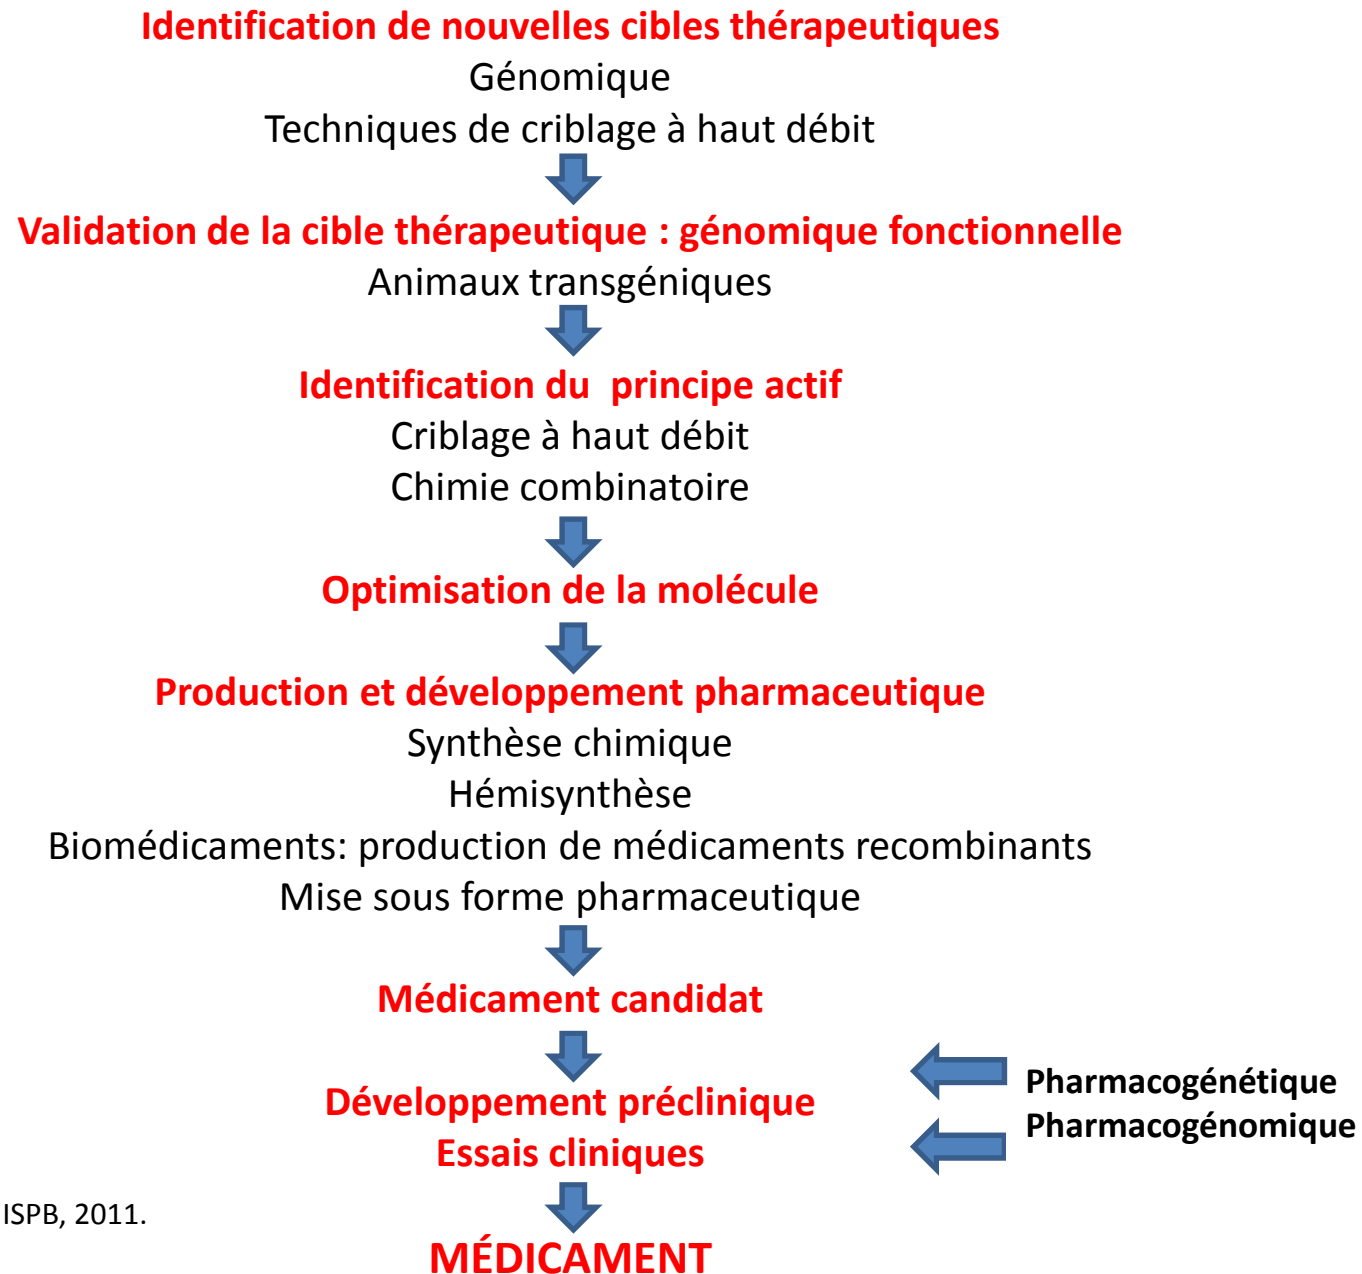 Identification de nouvelles cibles thérapeutiques
Génomique
Techniques de criblage à haut débit
Validation de la cible thérapeutique : génomique fonctionnelle
Animaux transgéniques
Identification du  principe actif
Criblage à haut débit
Chimie combinatoire
Optimisation de la molécule
Production et développement pharmaceutique
Synthèse chimique
Hémisynthèse
Biomédicaments: production de médicaments recombinants
Mise sous forme pharmaceutique
Médicament candidat
Développement préclinique
Essais cliniques
Pharmacogénétique
Pharmacogénomique
ISPB, 2011.
MÉDICAMENT